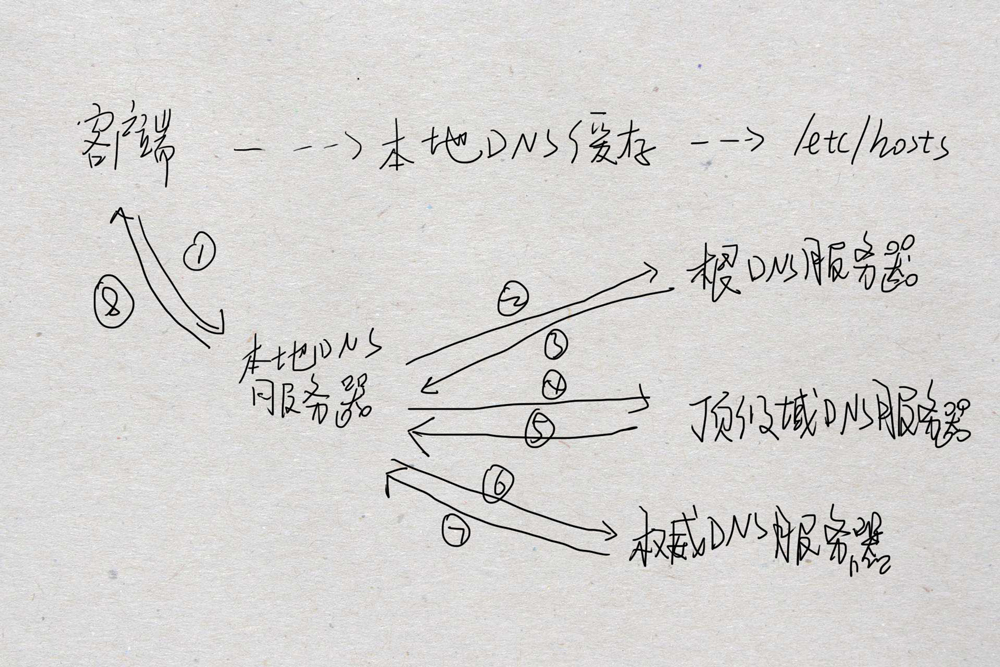 客户端 ---> 本地DNS缓存 ---> /etc/hosts
①
⑧
② 根DNS服务器
③
本地DNS
服务器
④
⑤ 顶级域DNS服务器
⑥
⑦ 权威DNS服务器